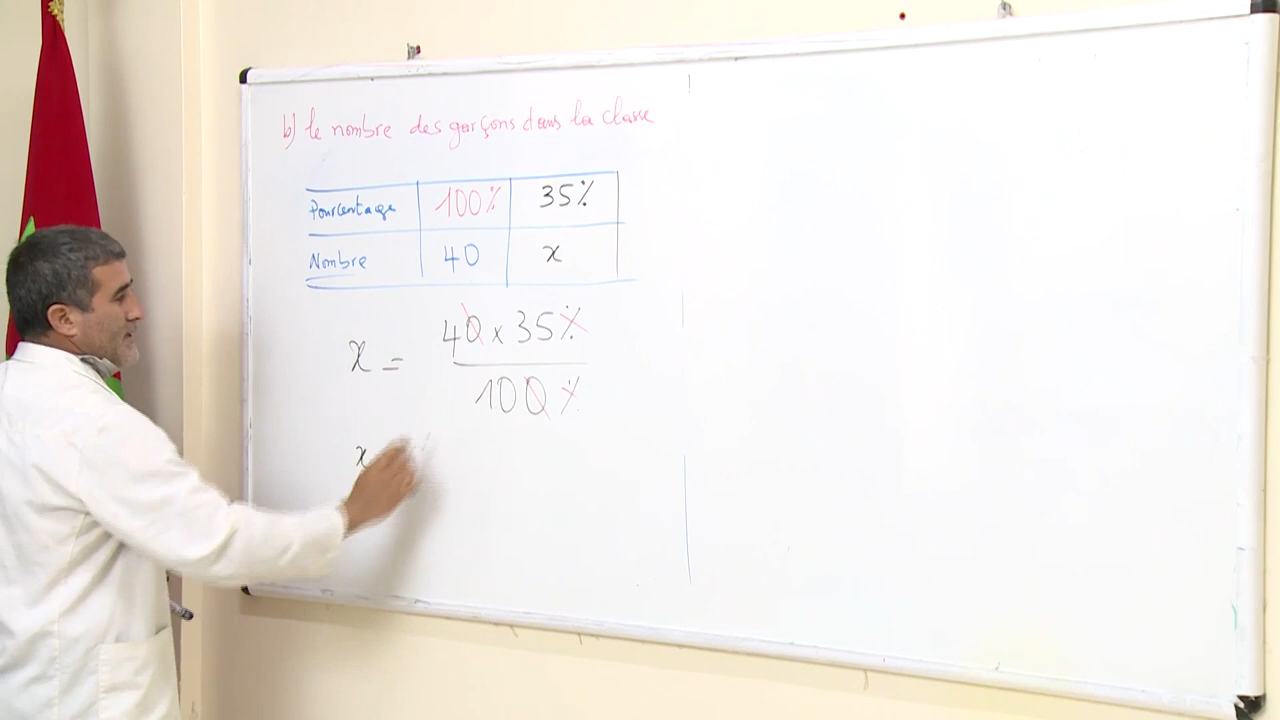 b) le nombre des garçons dans la classe
Pourcentage 100% 35%
Nombre 40 x
x = 40 x 35%
100%
x